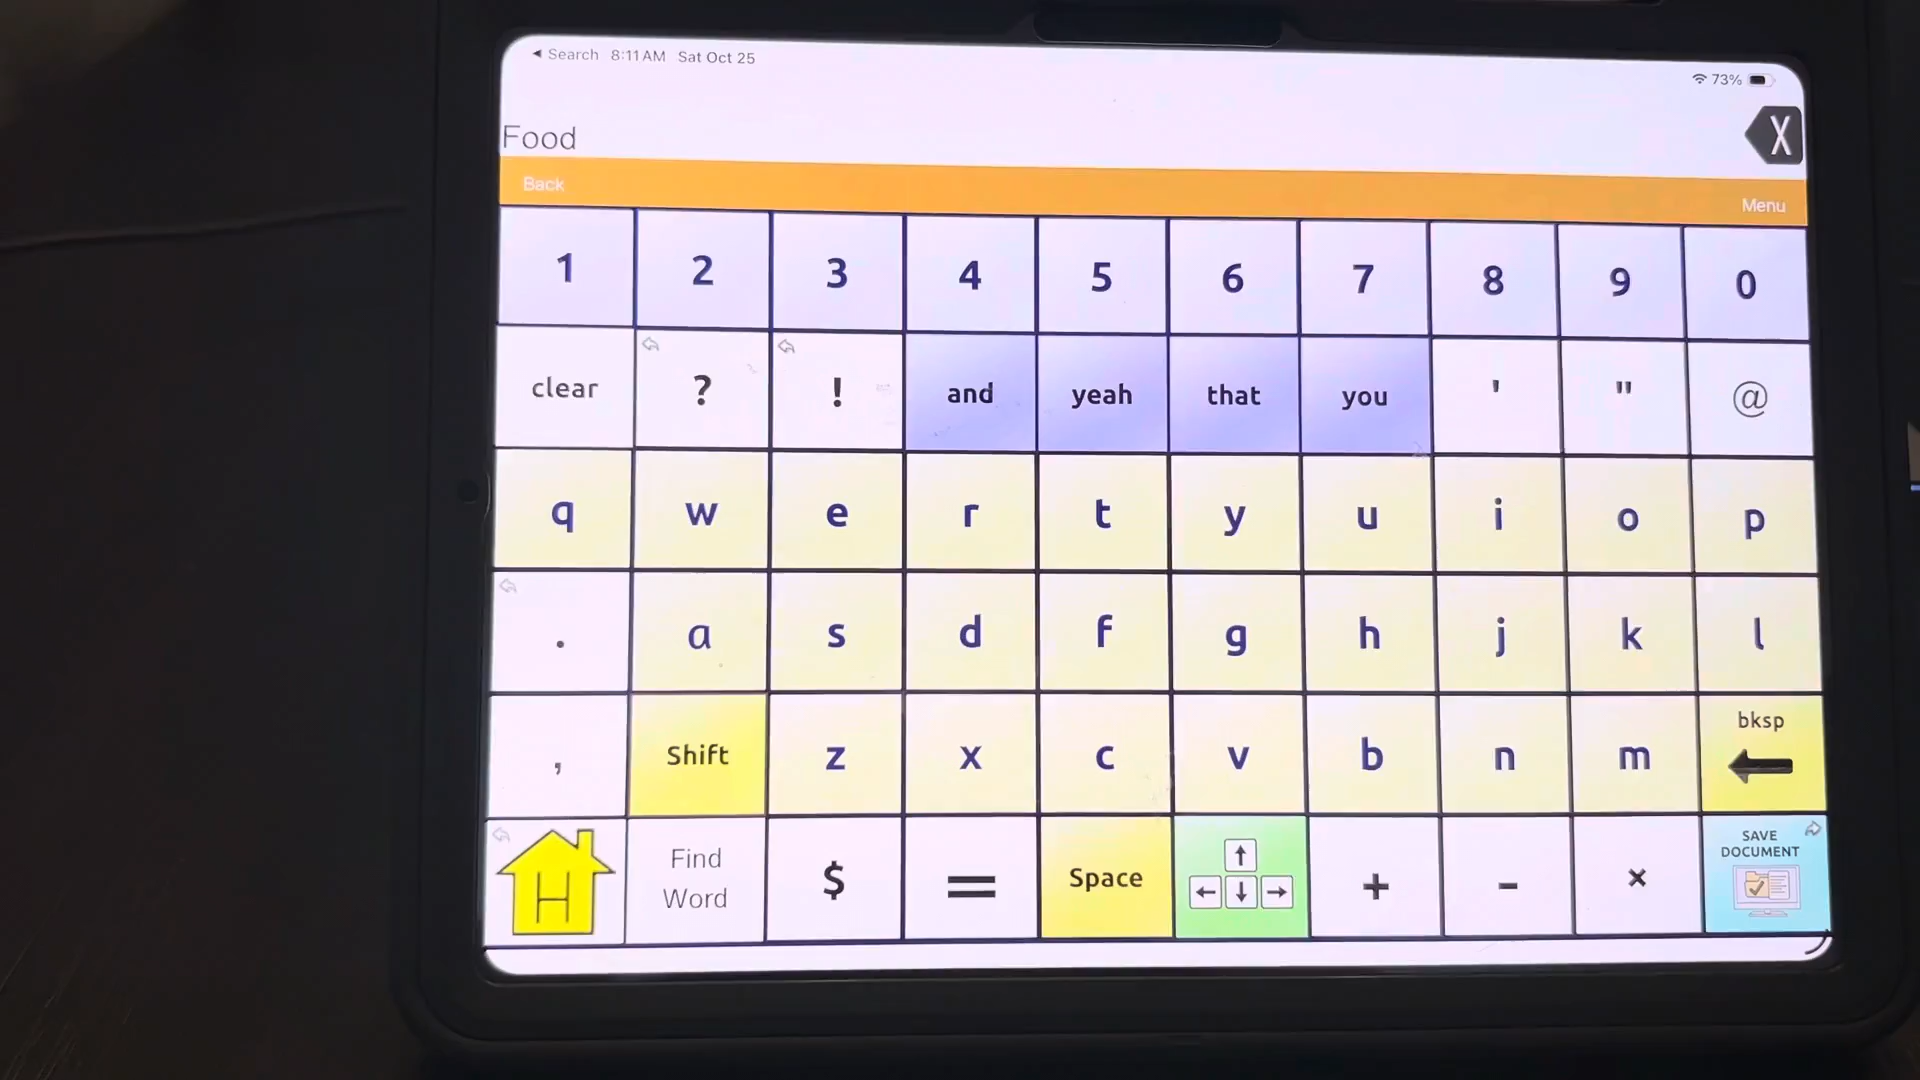 Search 8:11 AM Sat Oct 25
73%
Food
X
Back
Menu
1 2 3 4 5 6 7 8 9 0
clear ? ! and yeah that you ' " @
q w e r t y u i o p
. a s d f g h j k l
, Shift z x c v b n m bksp
H Find Word $ = Space + - × SAVE DOCUMENT